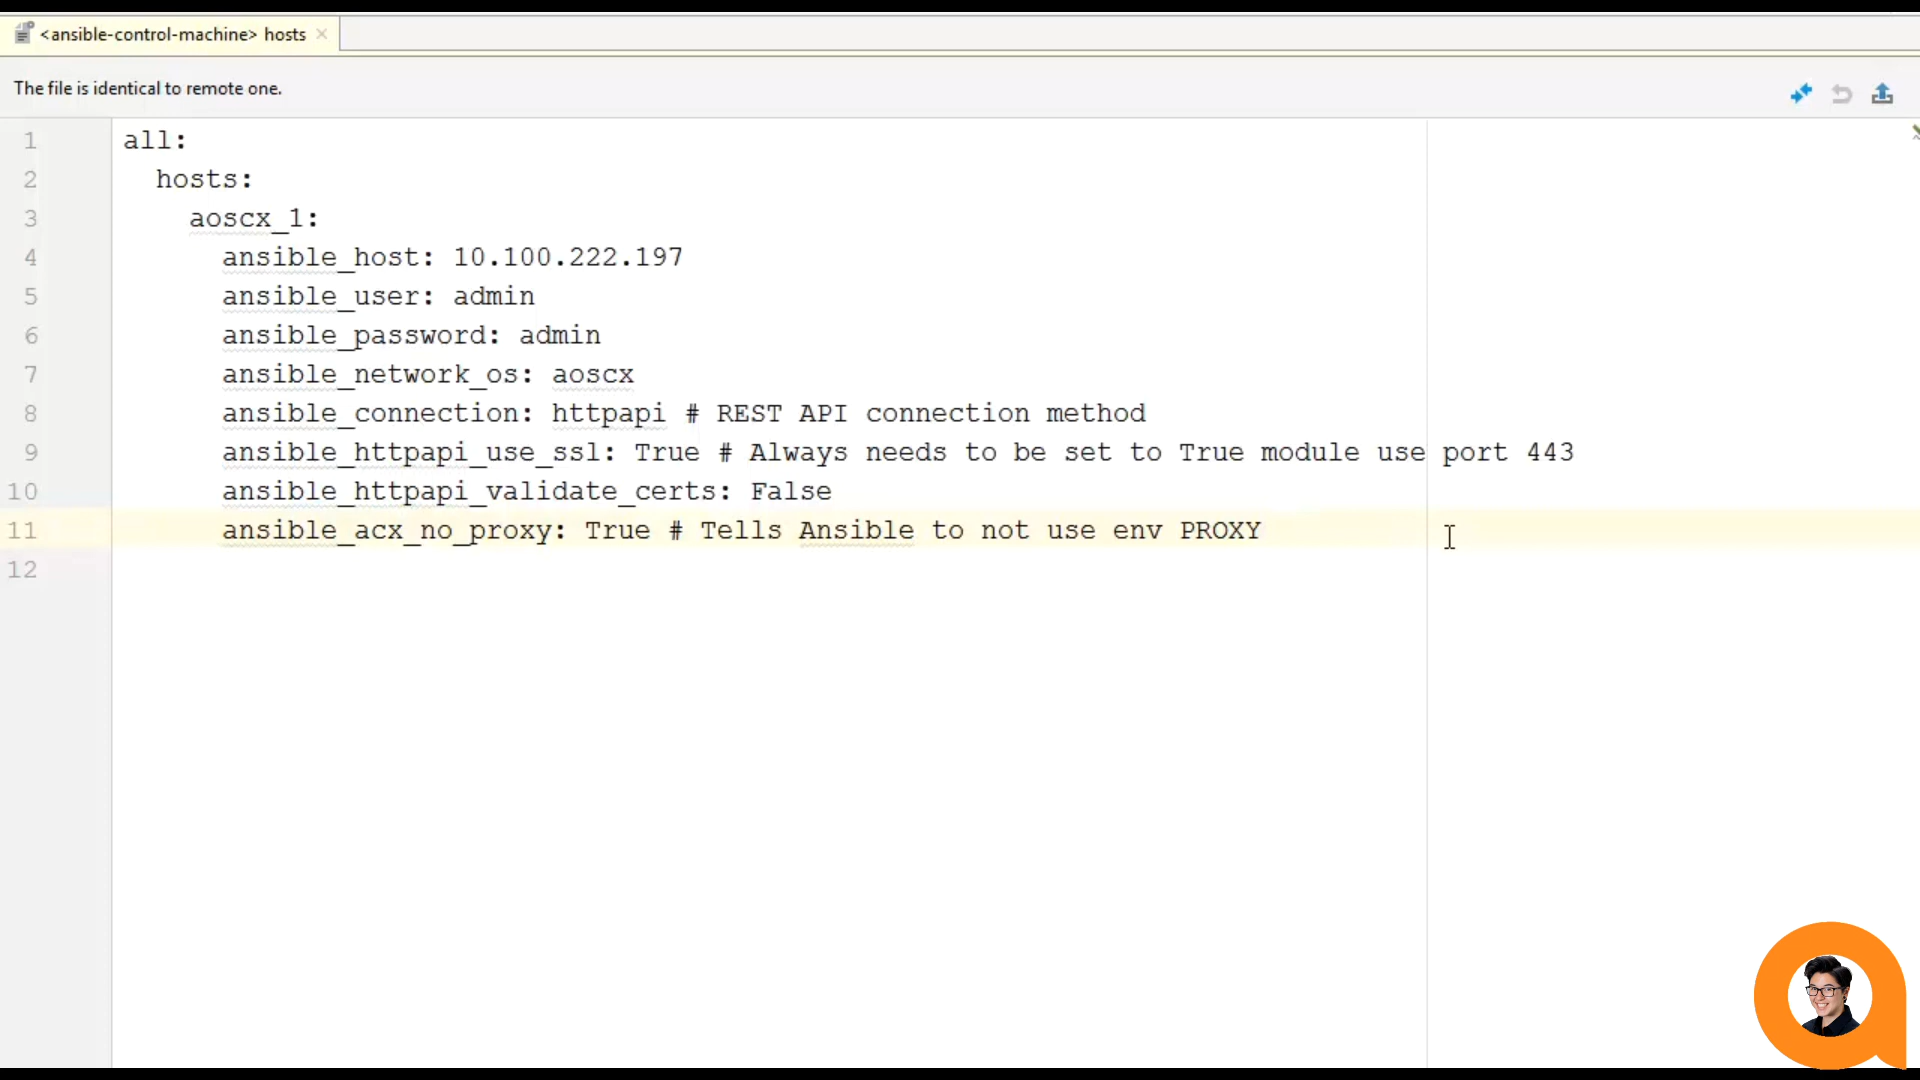 <ansible-control-machine> hosts
The file is identical to remote one.
1 all:
2 hosts:
3 aoscx_1:
4 ansible_host: 10.100.222.197
5 ansible_user: admin
6 ansible_password: admin
7 ansible_network_os: aoscx
8 ansible_connection: httpapi # REST API connection method
9 ansible_httpapi_use_ssl: True # Always needs to be set to True module use port 443
10 ansible_httpapi_validate_certs: False
11 ansible_acx_no_proxy: True # Tells Ansible to not use env PROXY
12